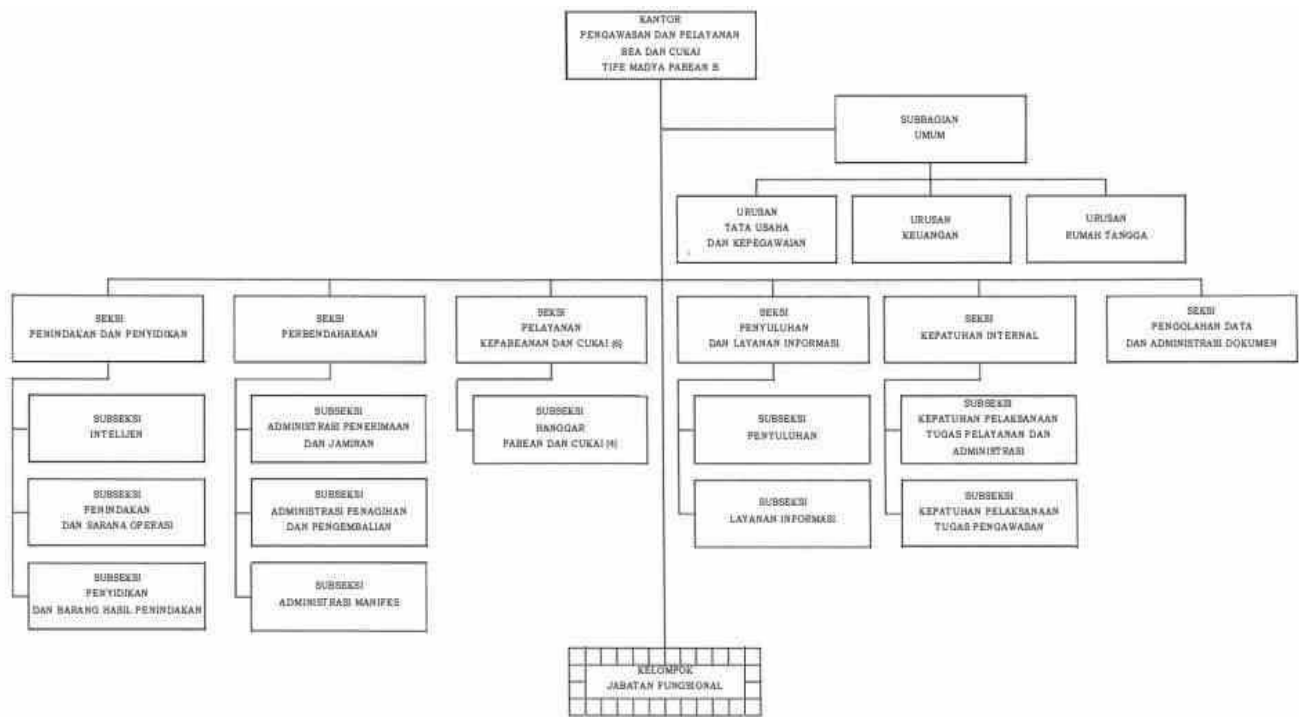 KANTOR
PENGAWASAN DAN PELAYANAN
BEA DAN CUKAI
TIPE MADYA PABEAN B
SUBBAGIAN
UMUM
URUSAN
TATA USAHA
DAN KEPEGAWAIAN
URUSAN
KEUANGAN
URUSAN
RUMAH TANGGA
SEKSI
PENINDAKAN DAN PENYIDIKAN
SEKSI
PERBENDAHARAAN
SEKSI
PELAYANAN
KEPABEANAN DAN CUKAI (6)
SEKSI
PENYULUHAN
DAN LAYANAN INFORMASI
SEKSI
KEPATUHAN INTERNAL
SEKSI
PENGOLAHAN DATA
DAN ADMINISTRASI DOKUMEN
SUBSEKSI
INTELIJEN
SUBSEKSI
ADMINISTRASI PENERIMAAN
DAN JAMINAN
SUBSEKSI
HANGGAR
PABEAN DAN CUKAI (4)
SUBSEKSI
PENYULUHAN
SUBSEKSI
KEPATUHAN PELAKSANAAN
TUGAS PELAYANAN DAN
ADMINISTRASI
SUBSEKSI
PENINDAKAN
DAN SARANA OPERASI
SUBSEKSI
ADMINISTRASI PENAGIHAN
DAN PENGEMBALIAN
SUBSEKSI
LAYANAN INFORMASI
SUBSEKSI
KEPATUHAN PELAKSANAAN
TUGAS PENGAWASAN
SUBSEKSI
PENYIDIKAN
DAN BARANG HASIL PENINDAKAN
SUBSEKSI
ADMINISTRASI MANIFES
KELOMPOK
JABATAN FUNGSIONAL